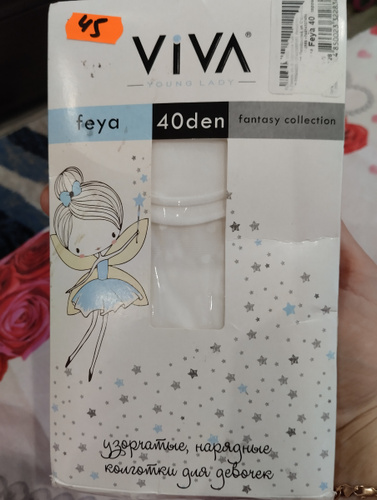 45
ViVA®
YOUNG LADY
Feya 40
feya
40den
fantasy collection
узорчатые, нарядные
колготки для девочек